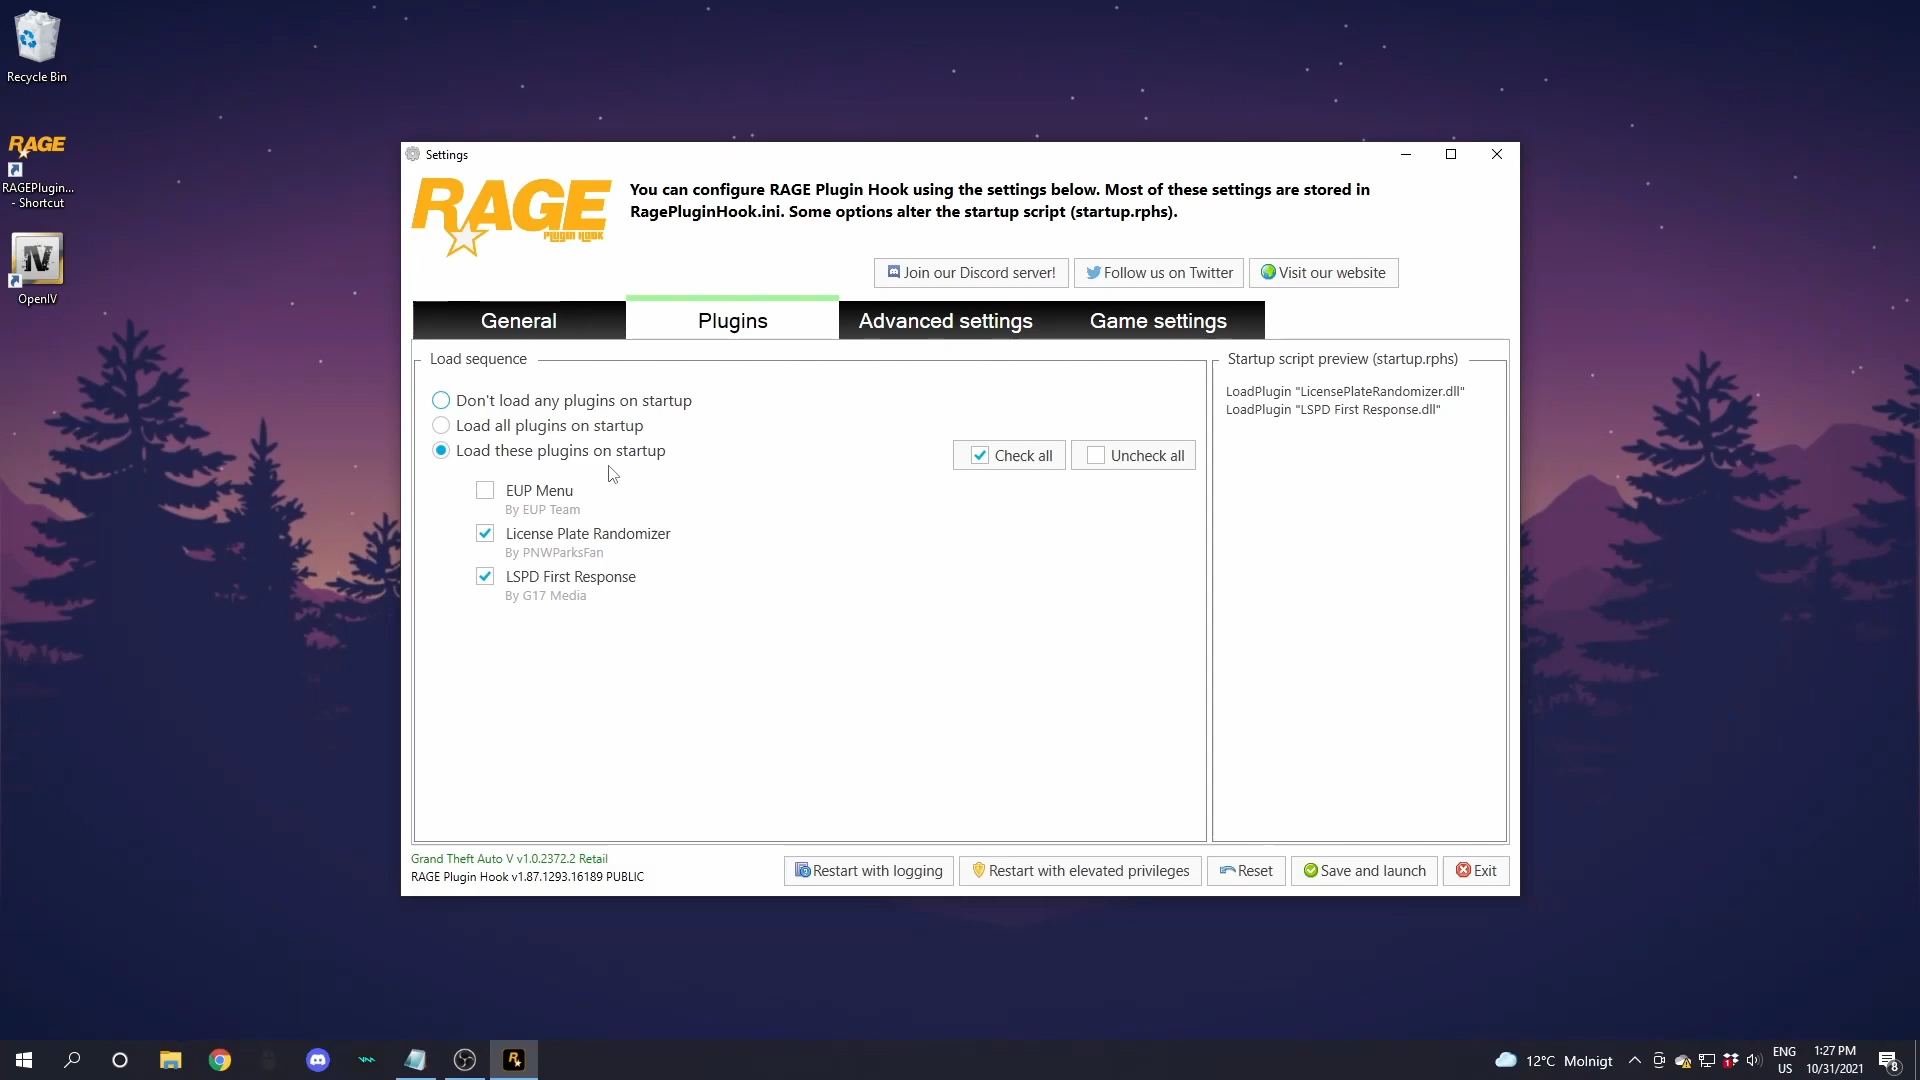 Recycle Bin
RAGE
RAGEPlugin...
- Shortcut
IV
OpenIV
Settings
RAGE
PLUGIN HOOK
You can configure RAGE Plugin Hook using the settings below. Most of these settings are stored in
RagePluginHook.ini. Some options alter the startup script (startup.rphs).
Join our Discord server!
Follow us on Twitter
Visit our website
General
Plugins
Advanced settings
Game settings
Load sequence
Don't load any plugins on startup
Load all plugins on startup
Load these plugins on startup
Check all
Uncheck all
EUP Menu
By EUP Team
License Plate Randomizer
By PNWParksFan
LSPD First Response
By G17 Media
Startup script preview (startup.rphs)
LoadPlugin "LicensePlateRandomizer.dll"
LoadPlugin "LSPD First Response.dll"
Grand Theft Auto V v1.0.2372.2 Retail
RAGE Plugin Hook v1.87.1293.16189 PUBLIC
Restart with logging
Restart with elevated privileges
Reset
Save and launch
Exit
R
12°C Molnigt
1
ENG
US
1:27 PM
10/31/2021
8